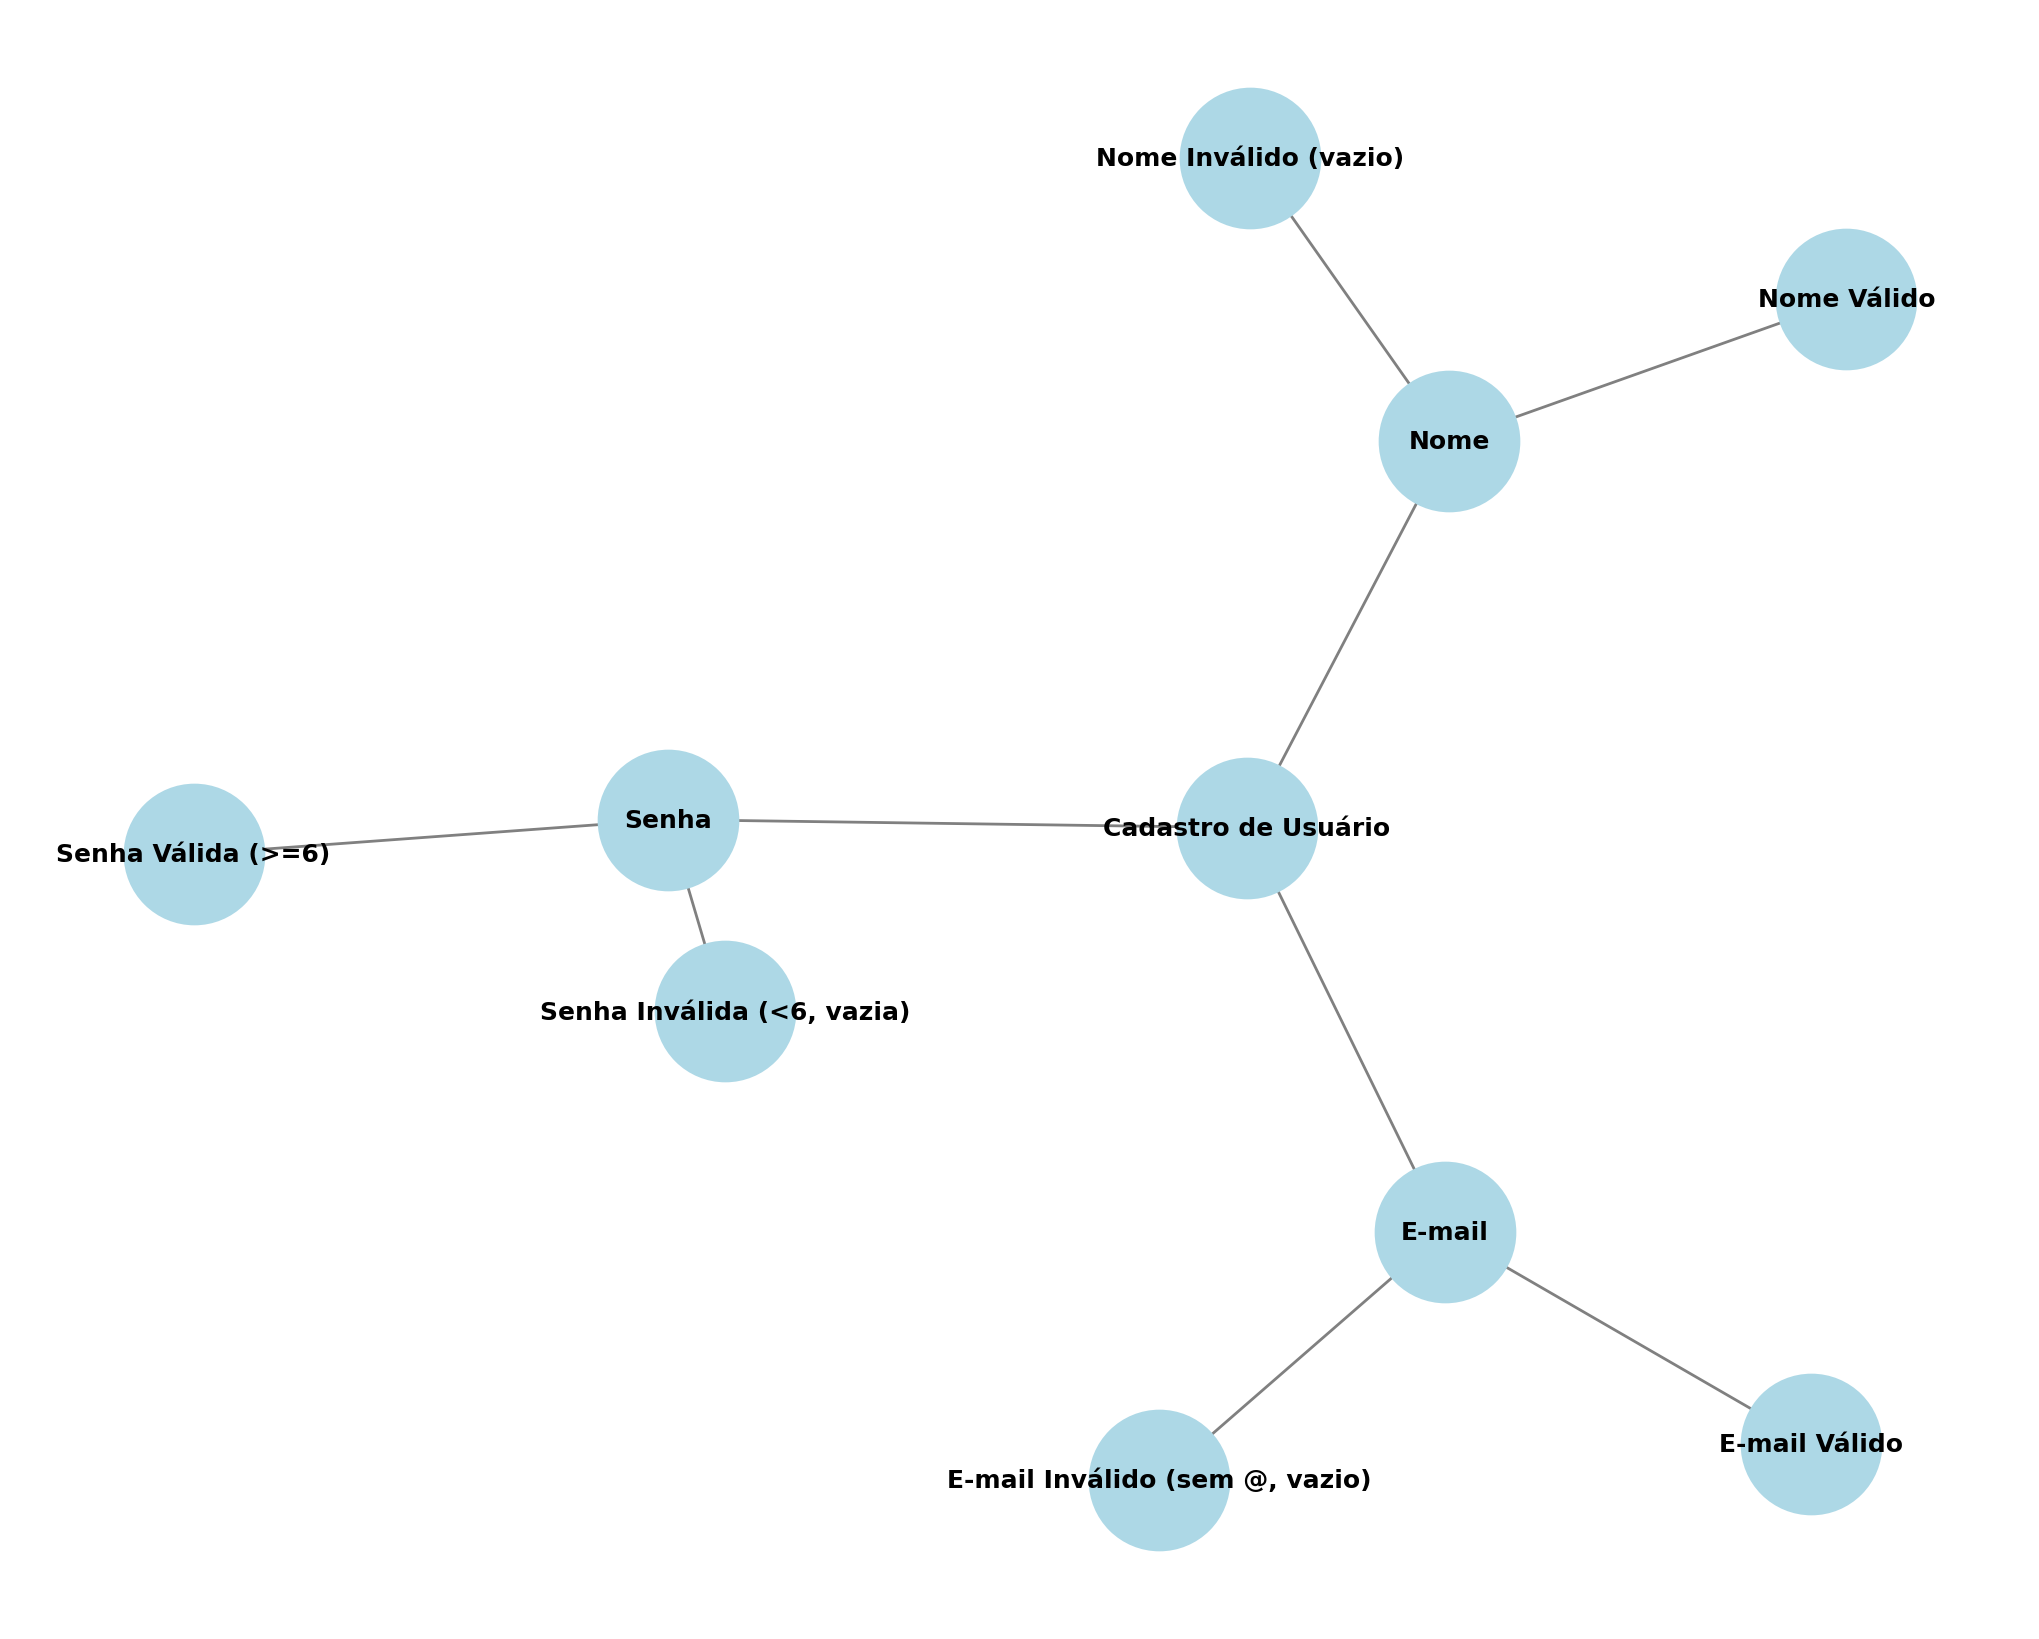 Nome Inválido (vazio)
Nome Válido
Nome
Senha
Cadastro de Usuário
Senha Válida (>=6)
Senha Inválida (<6, vazia)
E-mail
E-mail Válido
E-mail Inválido (sem @, vazio)